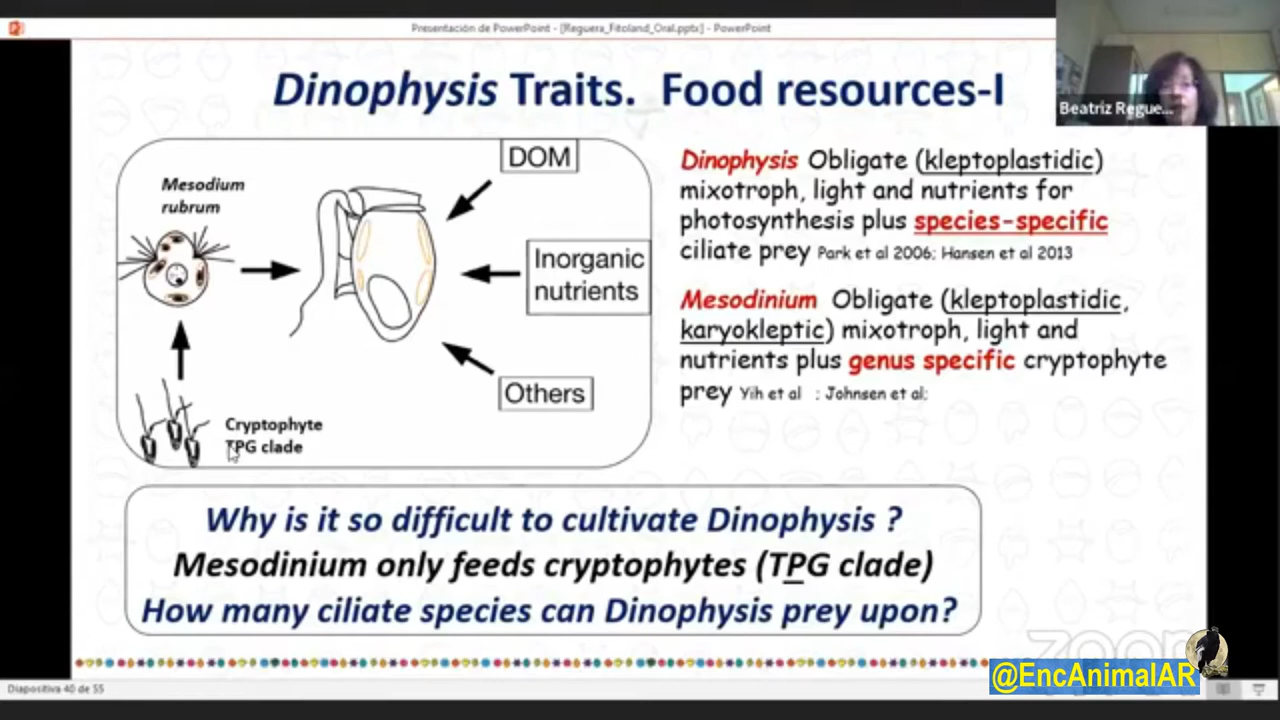 Presentación de PowerPoint - [Reguera_Fitoland_Oral.pptx] - PowerPoint
Dinophysis Traits. Food resources-I
Beatriz Regue...
Mesodium
rubrum
DOM
Inorganic
nutrients
Others
Cryptophyte
TPG clade
Dinophysis Obligate (kleptoplastidic)
mixotroph, light and nutrients for
photosynthesis plus species-specific
ciliate prey Park et al 2006; Hansen et al 2013
Mesodinium Obligate (kleptoplastidic,
karyokleptic) mixotroph, light and
nutrients plus genus specific cryptophyte
prey Yih et al : Johnsen et al;
Why is it so difficult to cultivate Dinophysis ?
Mesodinium only feeds cryptophytes (TPG clade)
How many ciliate species can Dinophysis prey upon?
zoom
@EncAnimalAR
Diapositiva 40 de 55